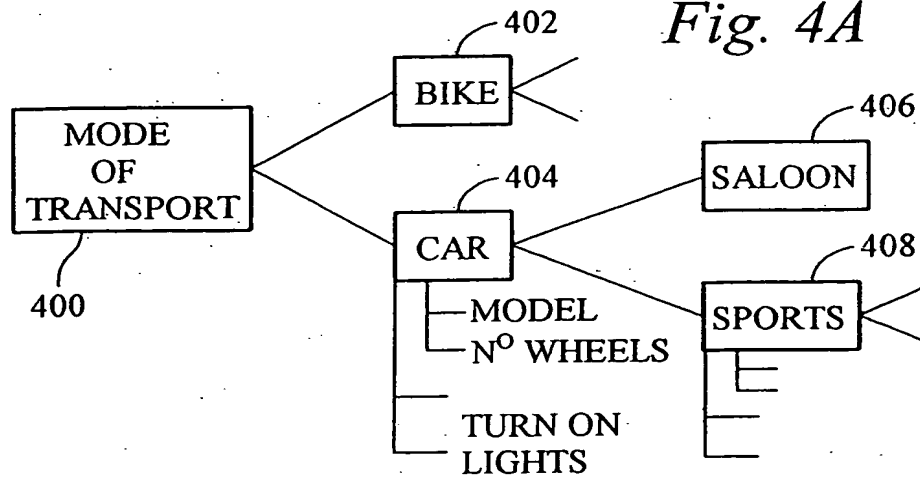 Fig. 4A
402
BIKE
MODE
OF
TRANSPORT
400
406
SALOON
404
CAR
408
SPORTS
MODEL
Nº WHEELS
TURN ON
LIGHTS